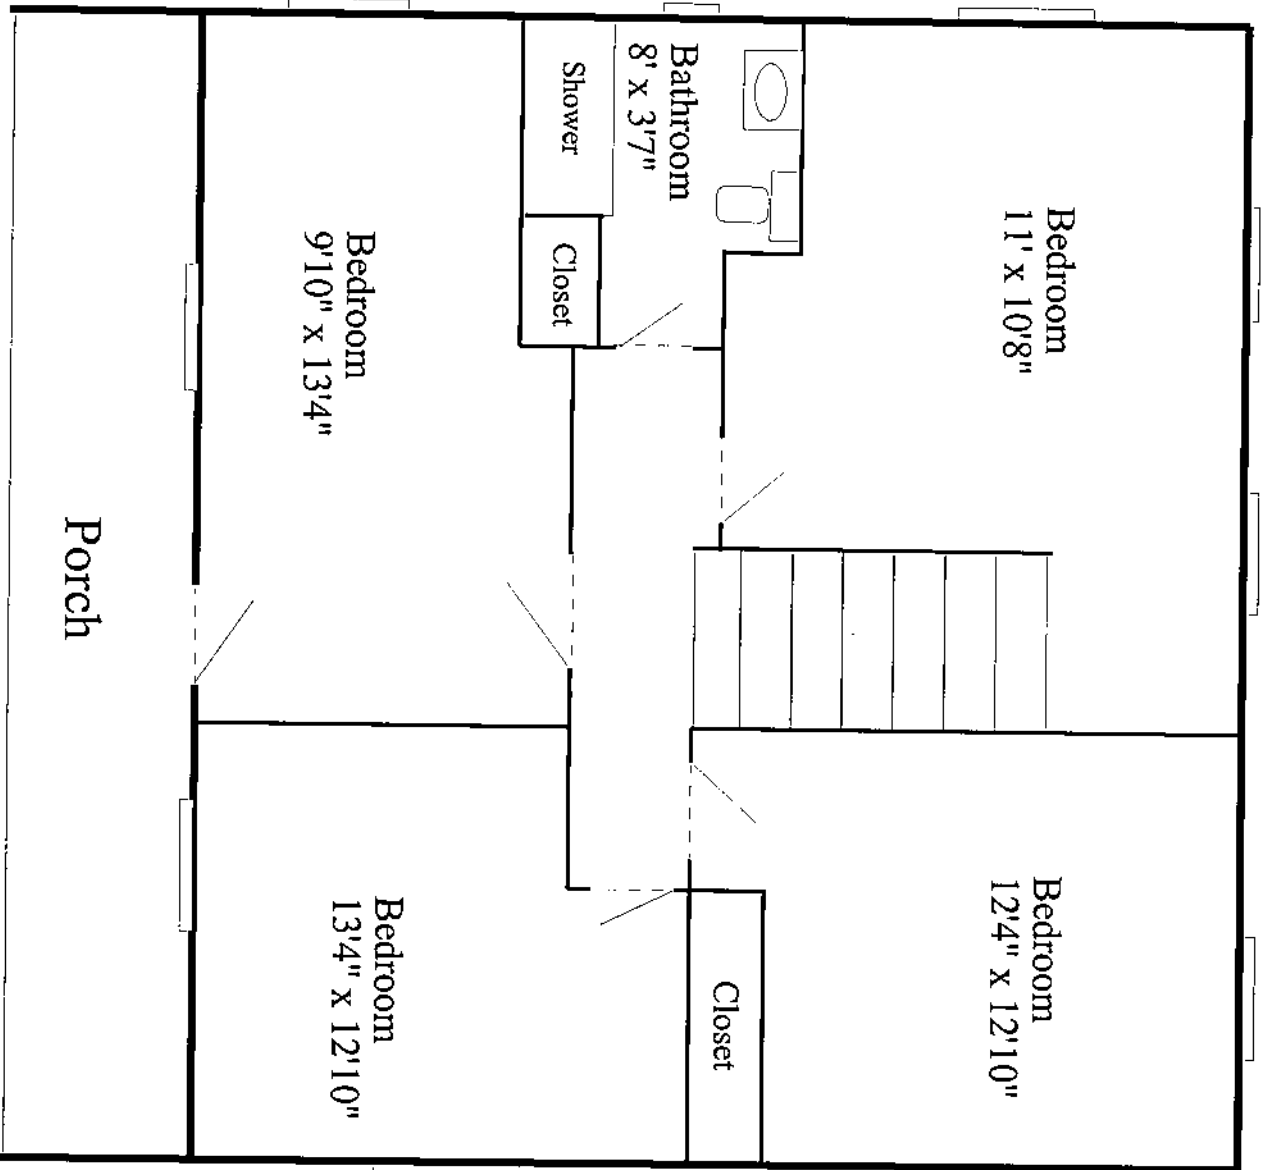 Shower
Bathroom
8' x 3'7"
Closet
Bedroom
11' x 10'8"
Bedroom
9'10" x 13'4"
Porch
Bedroom
12'4" x 12'10"
Closet
Bedroom
13'4" x 12'10"